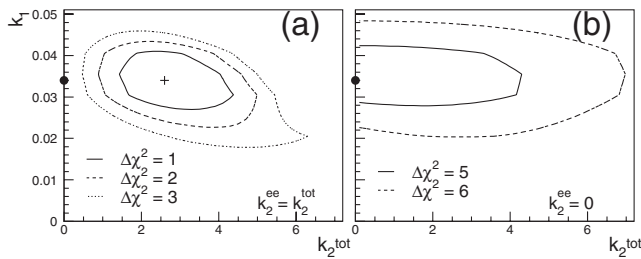 k₁
0.05
0.04
0.03
0.02
0.01
0
(a)
Δχ² = 1
Δχ² = 2
Δχ² = 3
k₂ᵉᵉ = k₂ᵗᵒᵗ
0 2 4 6
k₂ᵗᵒᵗ
(b)
Δχ² = 5
Δχ² = 6
k₂ᵉᵉ = 0
0 2 4 6
k₂ᵗᵒᵗ